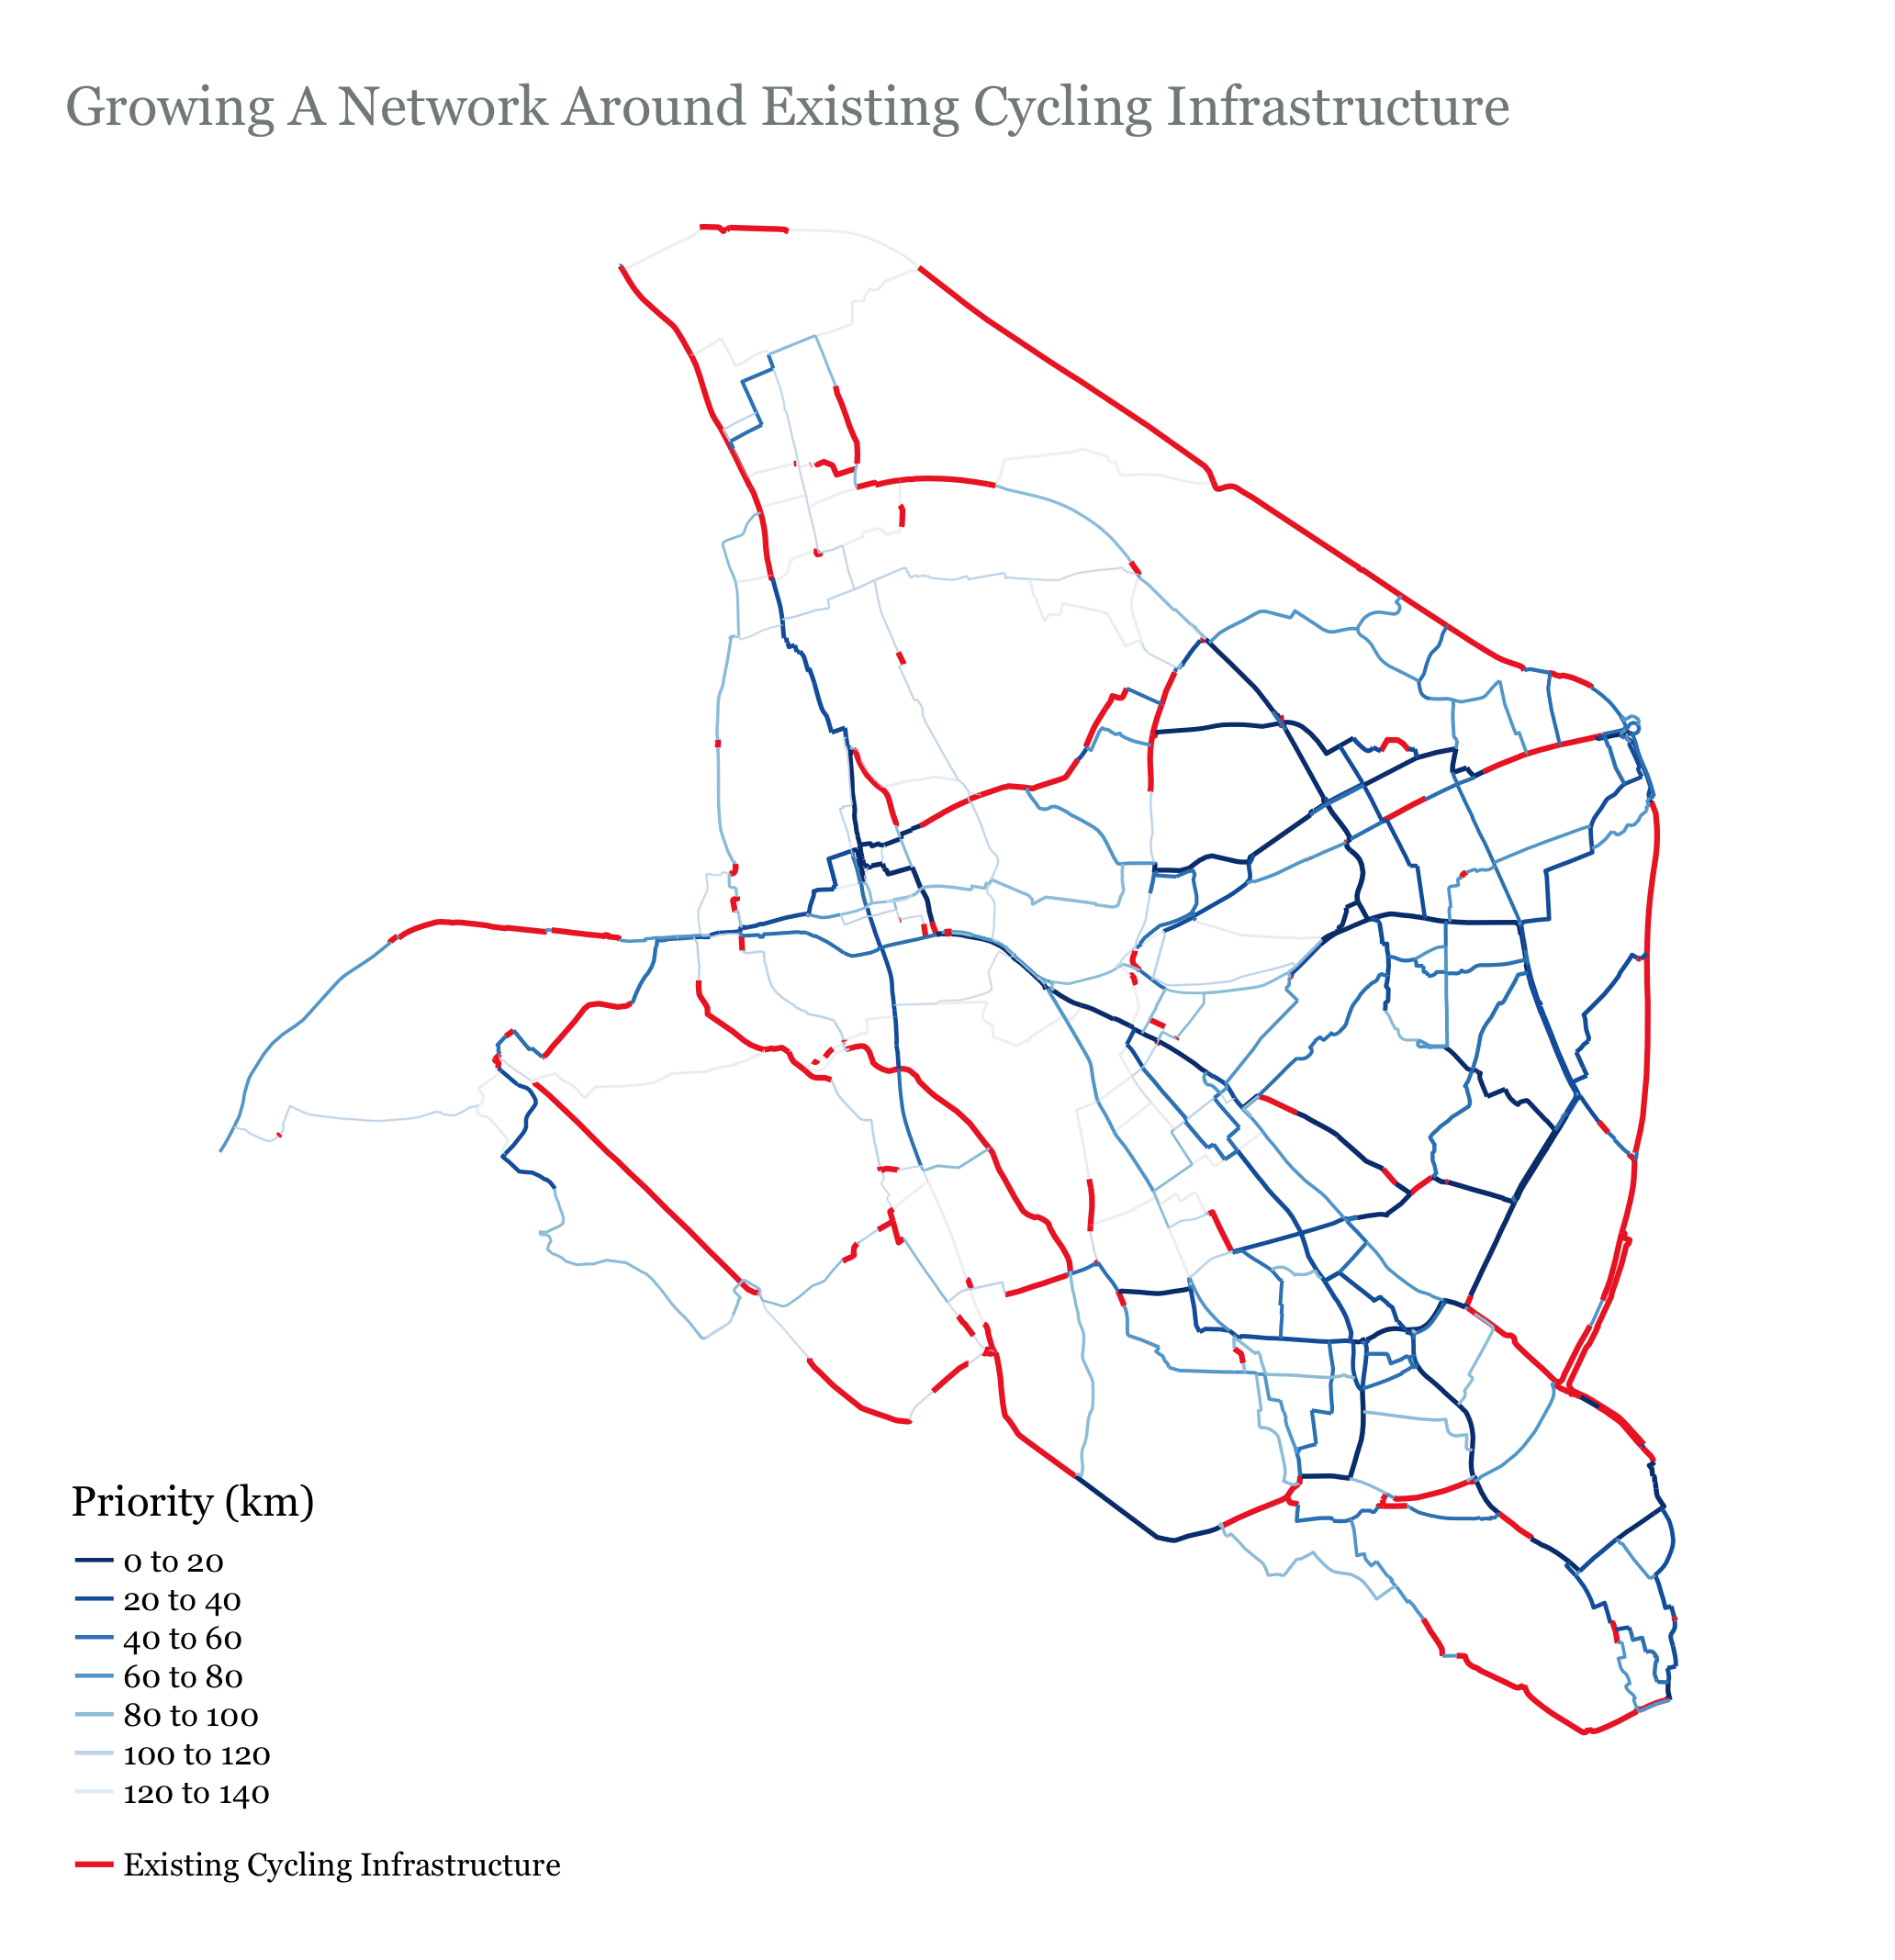 Growing A Network Around Existing Cycling Infrastructure
Priority (km)
0 to 20
20 to 40
40 to 60
60 to 80
80 to 100
100 to 120
120 to 140
Existing Cycling Infrastructure